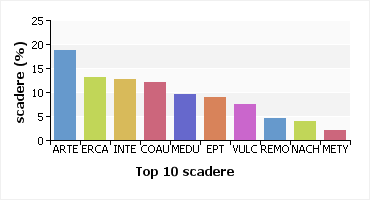 25
20
15
10
5
0
scadere (%)
ARTE ERCA INTE COAU MEDU EPT VULC REMO NACH METY
Top 10 scadere